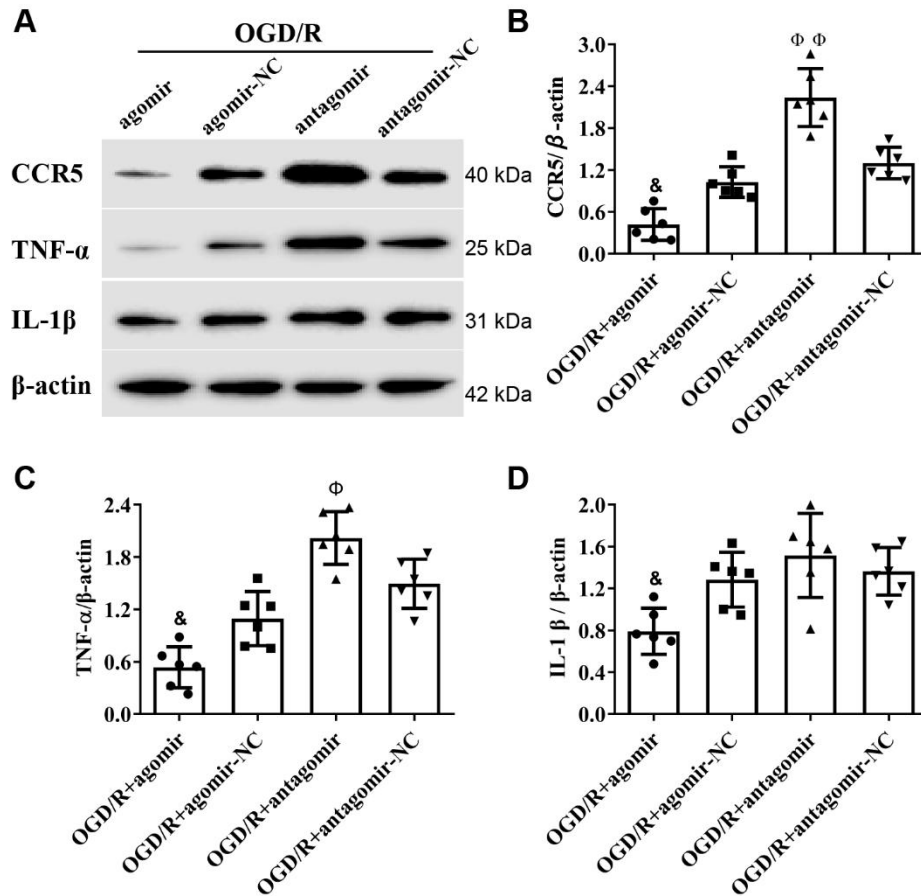 A
OGD/R
agomir
agomir-NC
antagomir
antagomir-NC
CCR5
40 kDa
TNF-α
25 kDa
IL-1β
31 kDa
β-actin
42 kDa
B
CCR5/β-actin
3.0
2.4
1.8
1.2
0.6
0.0
&
Φ Φ
OGD/R+agomir
OGD/R+agomir-NC
OGD/R+antagomir
OGD/R+antagomir-NC
C
TNF-α/β-actin
2.4
1.8
1.2
0.6
0.0
&
Φ
OGD/R+agomir
OGD/R+agomir-NC
OGD/R+antagomir
OGD/R+antagomir-NC
D
IL-1 β / β-actin
2.0
1.6
1.2
0.8
0.4
0.0
&
OGD/R+agomir
OGD/R+agomir-NC
OGD/R+antagomir
OGD/R+antagomir-NC